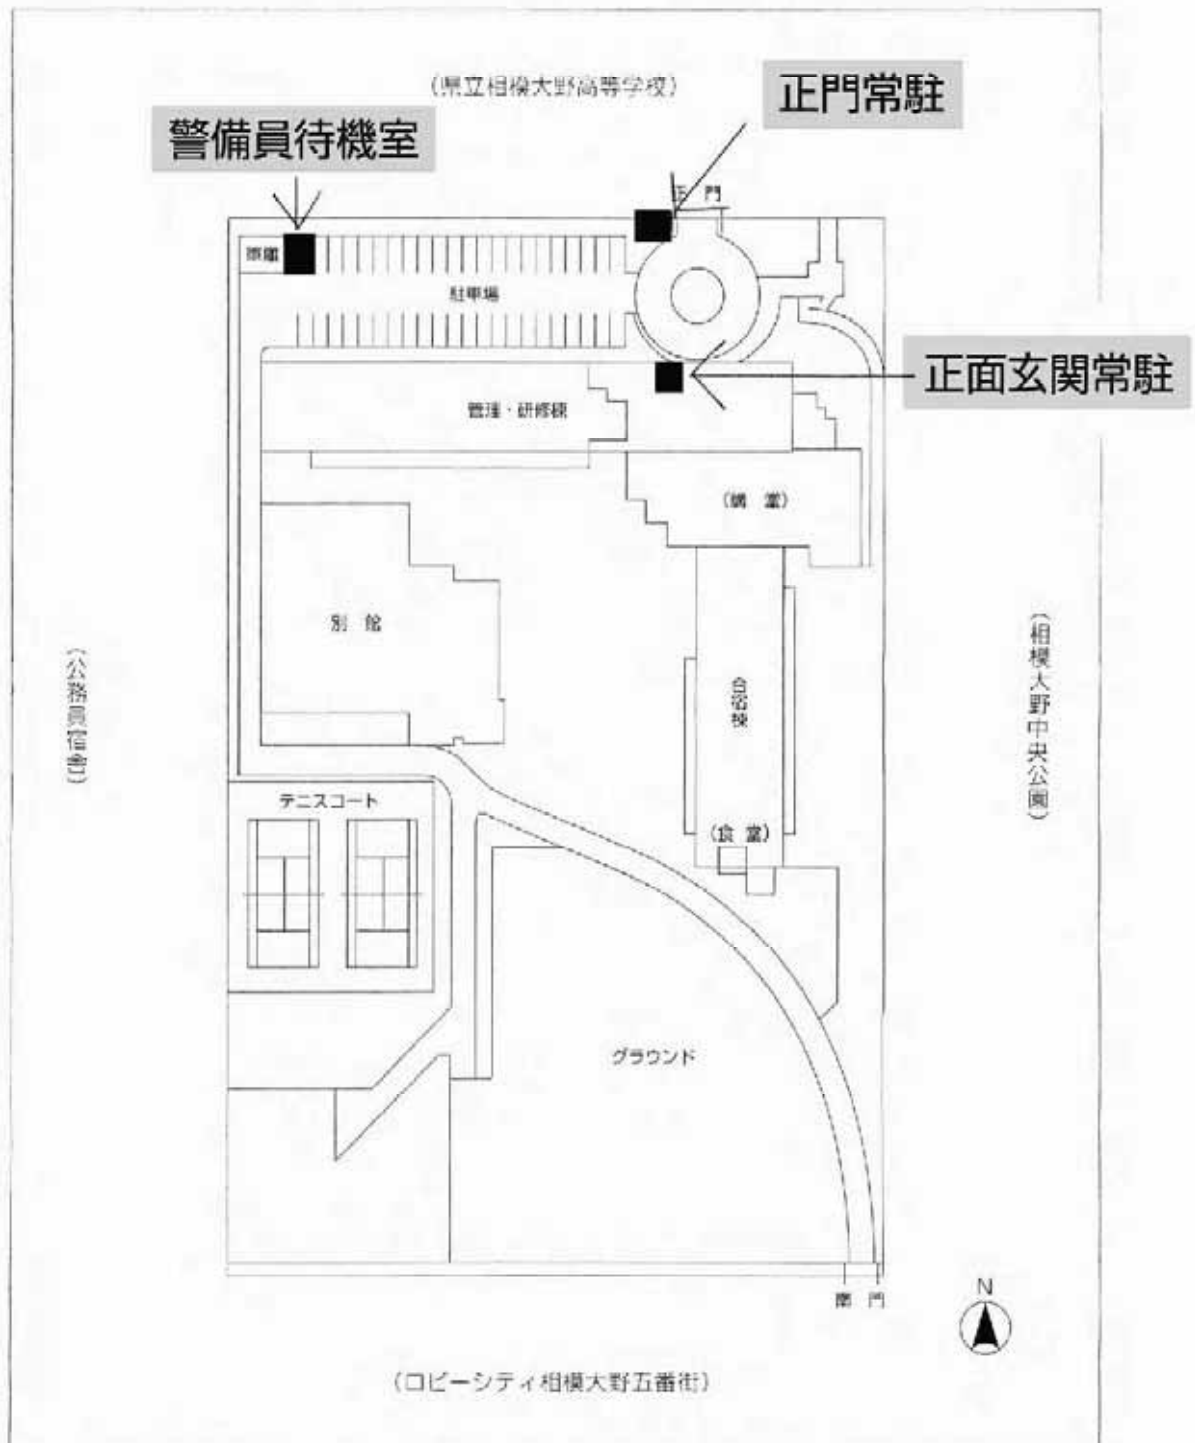 (県立相模大野高等学校)
正門常駐
警備員待機室
正 門
車庫
駐車場
正面玄関常駐
管理・研修棟
(講 堂)
別 館
(公務員宿舎)
合宿棟
(相模大野中央公園)
テニスコート
(食 堂)
グラウンド
南 門
N
(ロビーシティ相模大野五番街)